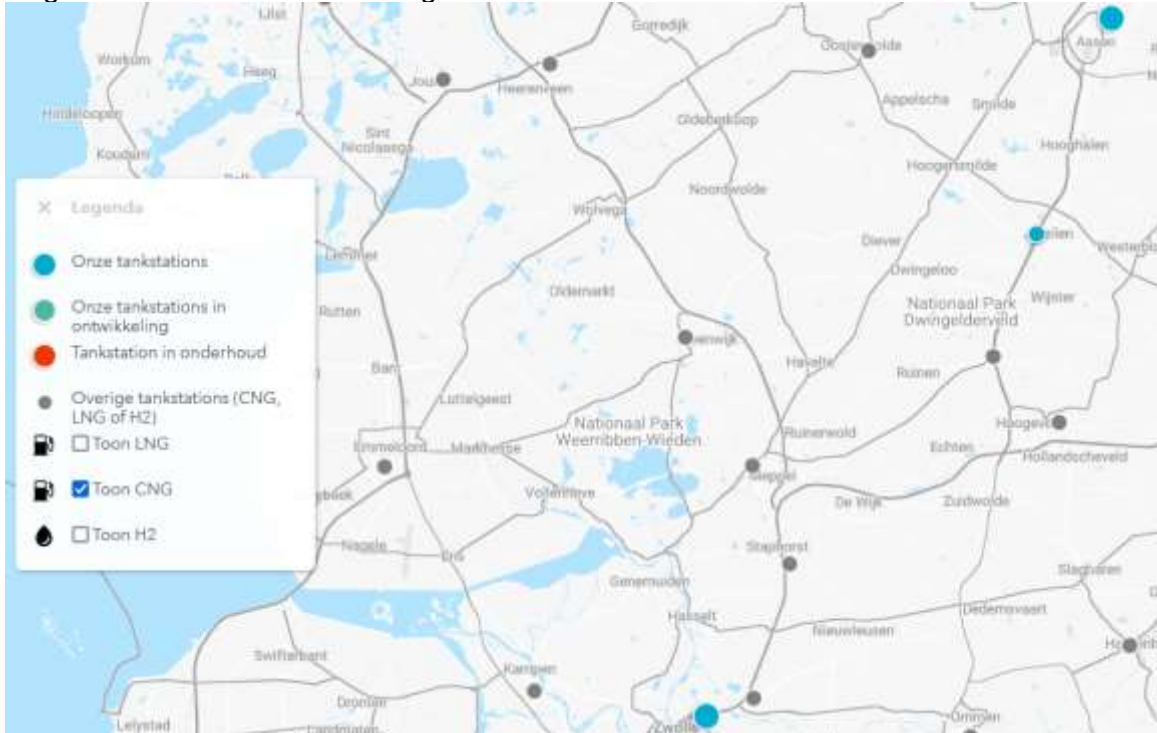 IJlst
Gorredijk
Workum
Heeg
Joure
Heerenveen
Oosterwolde
Assen
Hindeloopen
Koudum
Sint
Nicolaasga
Oldeberkoop
Appelscha
Smilde
Hooghalen
Hoogersmilde
Noordwolde
Wolvega
Diever
Beilen
Westerbo
Lemmer
Dwingeloo
Oldemarkt
Nationaal Park
Dwingelderveld
Wijster
Rutten
Bant
Havelte
Ruinen
Luttelgeest
Nationaal Park
Weerribben-Wieden
Ruinerwold
Emmeloord
Marknesse
Echten
Hollandscheveld
Meppel
Vollenhove
De Wijk
Zuidwolde
Nagele
Ens
Staphorst
Genemuiden
Slagharen
Hasselt
Dedemsvaart
Nieuwleusen
Swifterbant
Kampen
Dronten
Lelystad
Zwolle
Ommen
X Legenda
Onze tankstations
Onze tankstations in
ontwikkeling
Tankstation in onderhoud
Overige tankstations (CNG,
LNG of H2)
Toon LNG
Toon CNG
Toon H2